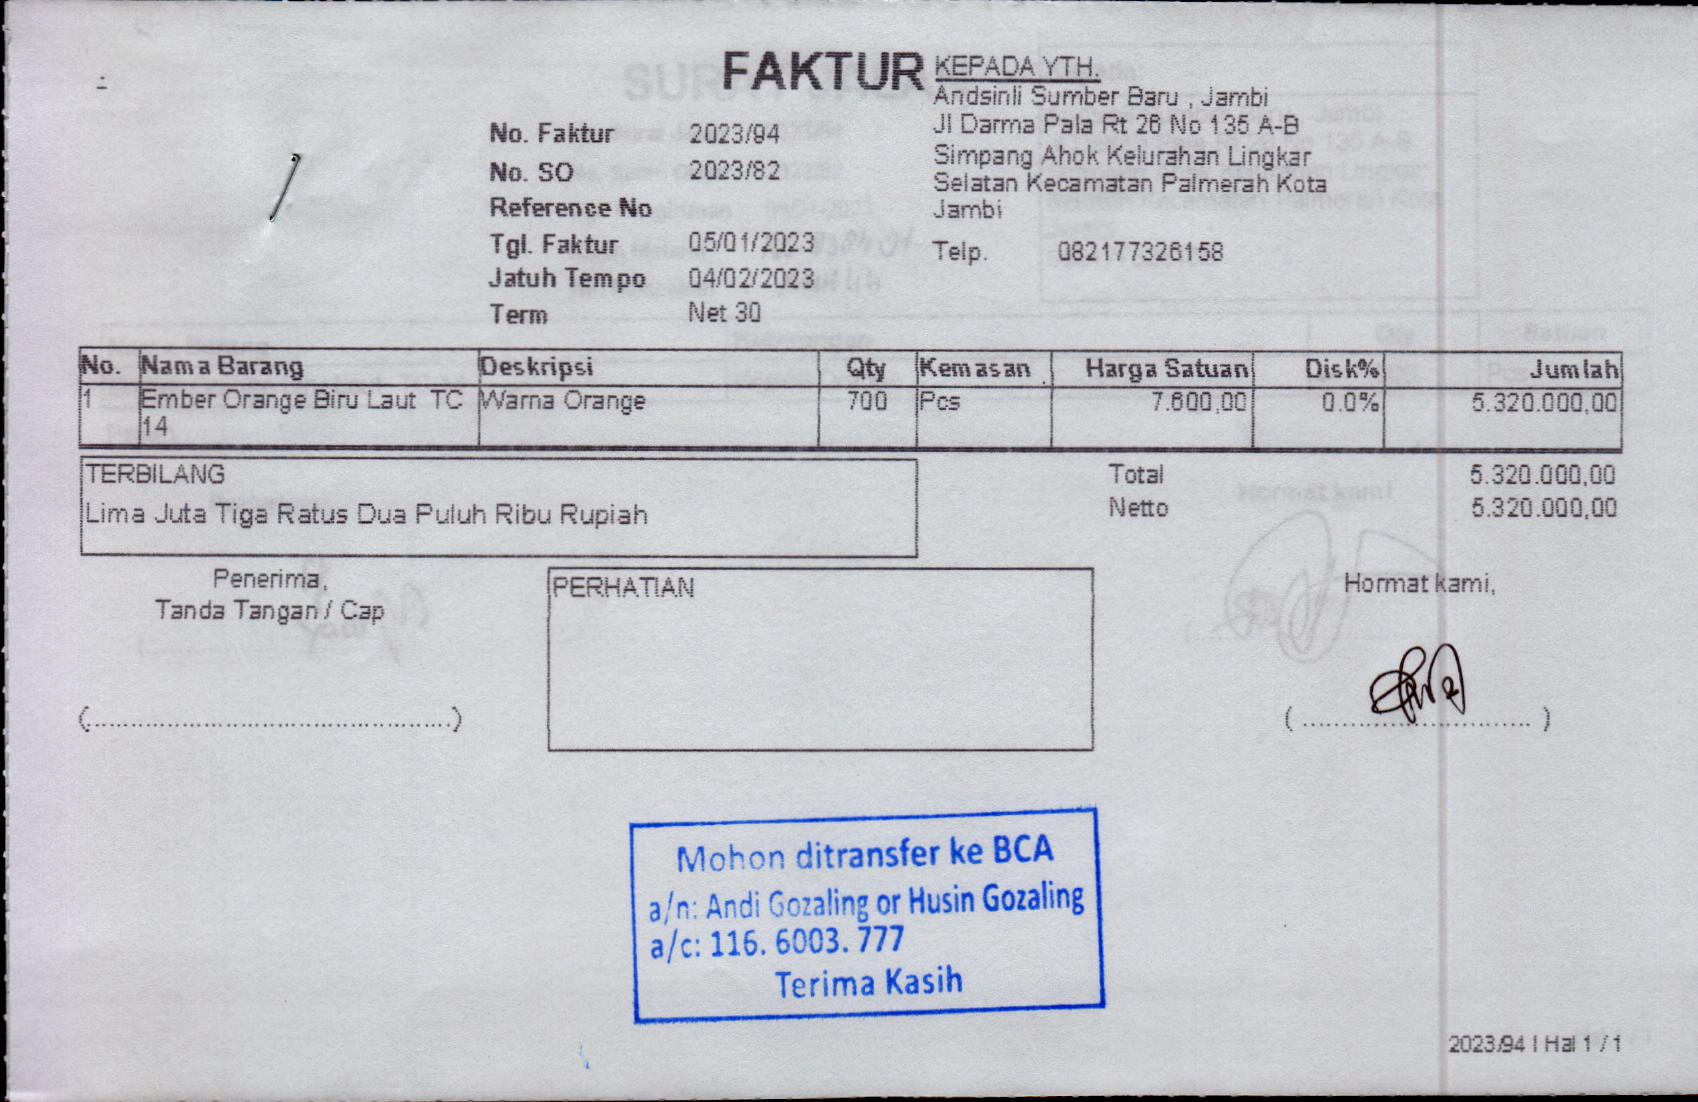 FAKTUR
KEPADA YTH.
Andsinli Sumber Baru , Jambi
Jl Darma Pala Rt 26 No 135 A-B
Simpang Ahok Kelurahan Lingkar
Selatan Kecamatan Palmerah Kota
Jambi
Telp. 082177326158
No. Faktur 2023/94
No. SO 2023/82
Reference No
Tgl. Faktur 05/01/2023
Jatuh Tempo 04/02/2023
Term Net 30
No. Nama Barang Deskripsi Qty Kemasan Harga Satuan Disk% Jumlah
1 Ember Orange Biru Laut TC Warna Orange 700 Pcs 7.600,00 0.0% 5.320.000,00
14
TERBILANG
Lima Juta Tiga Ratus Dua Puluh Ribu Rupiah
Total 5.320.000,00
Netto 5.320.000,00
Penerima,
Tanda Tangan / Cap
(..............................................)
PERHATIAN
Hormat kami,
( ............................. )
Mohon ditransfer ke BCA
a/n: Andi Gozaling or Husin Gozaling
a/c: 116. 6003. 777
Terima Kasih
2023/94 | Hal 1 / 1